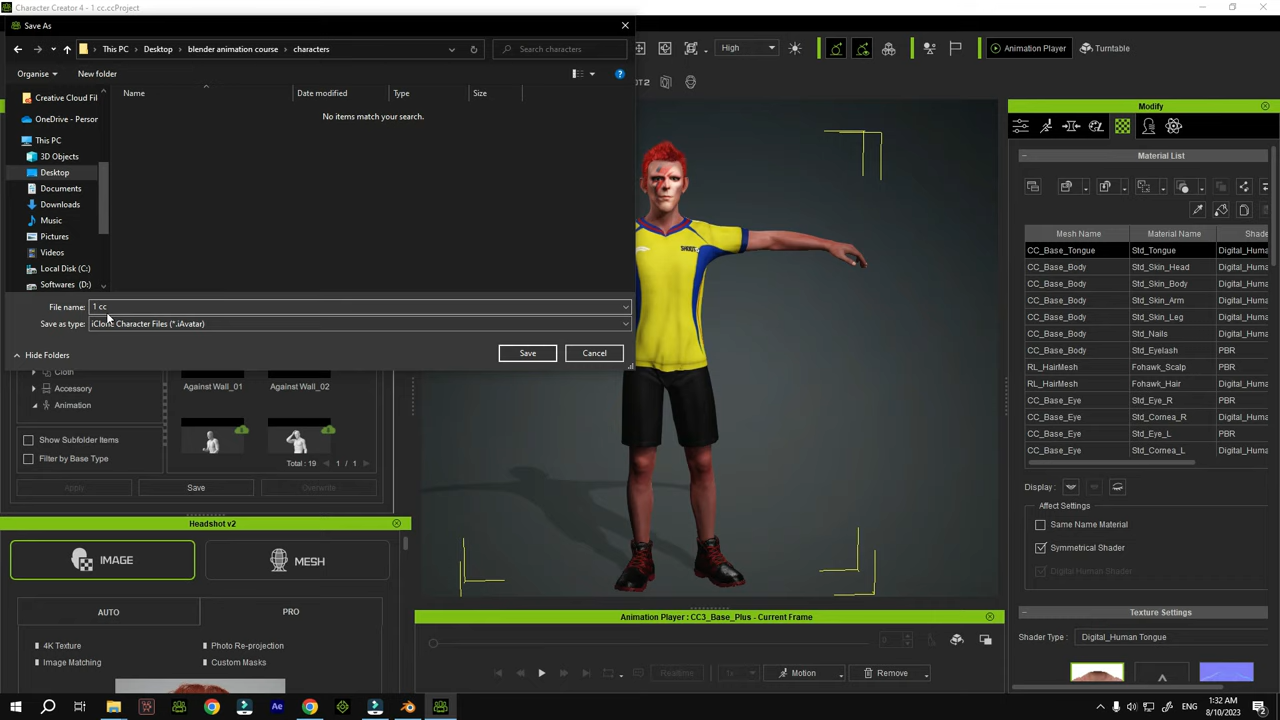 Character Creator 4 - 1 cc.ccProject
Save As
This PC
Desktop
blender animation course
characters
Search characters
High
Animation Player
Turntable
Organise
New folder
Name
Date modified
Type
Size
No items match your search.
Creative Cloud Fil
OneDrive - Person
This PC
3D Objects
Desktop
Documents
Downloads
Music
Pictures
Videos
Local Disk (C:)
Softwares (D:)
File name:
1 cc
Save as type:
iClone Character Files (*.iAvatar)
Hide Folders
Save
Cancel
Modify
Material List
Mesh Name
Material Name
Shade
CC_Base_Tongue
Std_Tongue
Digital_Huma
CC_Base_Body
Std_Skin_Head
Digital_Huma
CC_Base_Body
Std_Skin_Body
Digital_Huma
CC_Base_Body
Std_Skin_Arm
Digital_Huma
CC_Base_Body
Std_Skin_Leg
Digital_Huma
CC_Base_Body
Std_Nails
Digital_Huma
CC_Base_Body
Std_Eyelash
PBR
RL_HairMesh
Fohawk_Scalp
Digital_Huma
RL_HairMesh
Fohawk_Hair
Digital_Huma
CC_Base_Eye
Std_Eye_R
PBR
CC_Base_Eye
Std_Cornea_R
Digital_Huma
CC_Base_Eye
Std_Eye_L
PBR
CC_Base_Eye
Std_Cornea_L
Digital_Huma
Display:
Affect Settings
Same Name Material
Symmetrical Shader
Digital Human Shader
Texture Settings
Shader Type:
Digital_Human Tongue
Cloth
Accessory
Animation
Against Wall_01
Against Wall_02
Show Subfolder Items
Filter by Base Type
Total : 19
1 / 1
Apply
Save
Overwrite
Headshot v2
IMAGE
MESH
AUTO
PRO
4K Texture
Photo Re-projection
Image Matching
Custom Masks
Animation Player : CC3_Base_Plus - Current Frame
Realtime
1x
Motion
Remove
ENG
1:32 AM
8/10/2023
2